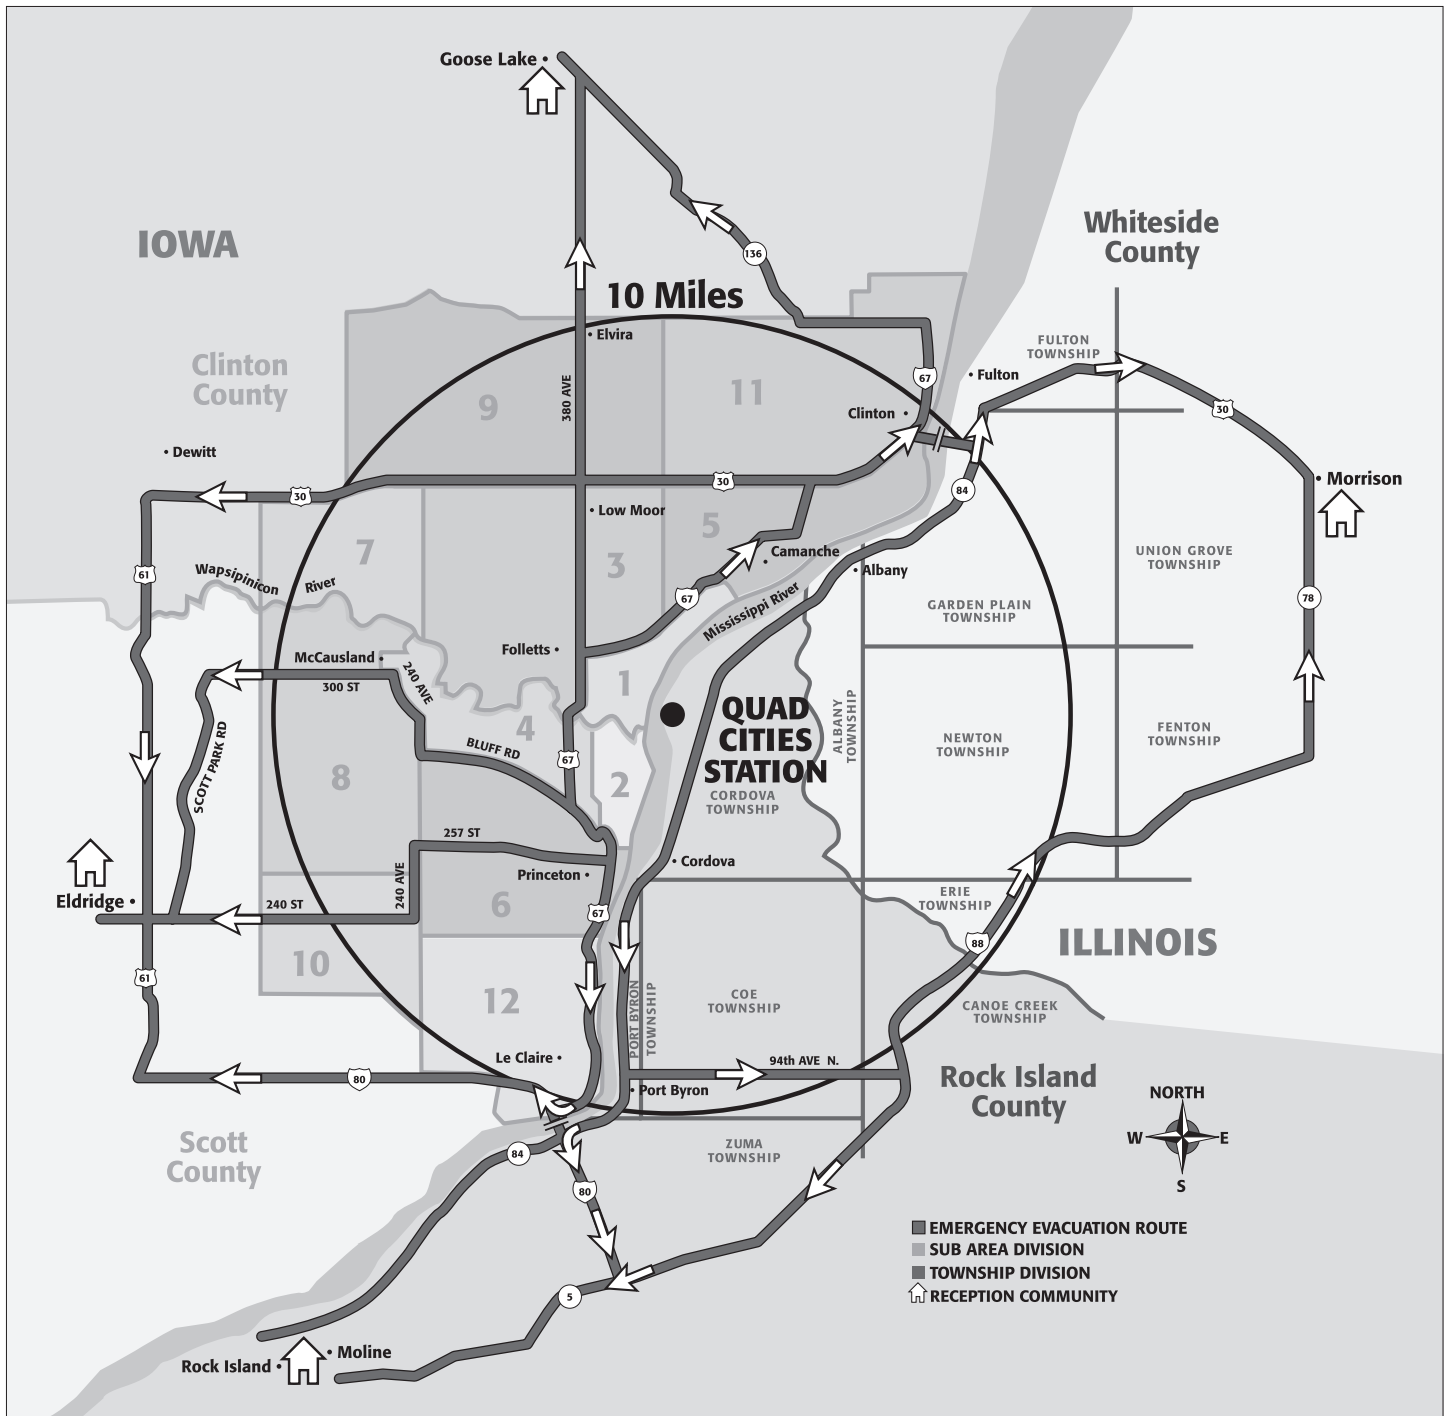 Goose Lake
IOWA
Whiteside
County
136
10 Miles
Elvira
FULTON
TOWNSHIP
Clinton
County
67
Fulton
380 AVE
9
11
Clinton
30
Dewitt
30
30
84
Morrison
Low Moor
5
7
3
Camanche
UNION GROVE
TOWNSHIP
61
Wapsipinicon
River
Albany
67
Mississippi River
GARDEN PLAIN
TOWNSHIP
78
Folletts
McCausland
300 ST
240 AVE
1
QUAD
CITIES
STATION
ALBANY
TOWNSHIP
4
BLUFF RD
NEWTON
TOWNSHIP
FENTON
TOWNSHIP
SCOTT PARK RD
67
8
2
CORDOVA
TOWNSHIP
257 ST
Cordova
Princeton
240 AVE
Eldridge
240 ST
6
67
ERIE
TOWNSHIP
88
ILLINOIS
10
61
12
PORT BYRON
TOWNSHIP
COE
TOWNSHIP
CANOE CREEK
TOWNSHIP
Le Claire
94th AVE N.
80
Port Byron
Rock Island
County
NORTH
W
E
S
Scott
County
84
ZUMA
TOWNSHIP
80
EMERGENCY EVACUATION ROUTE
SUB AREA DIVISION
TOWNSHIP DIVISION
RECEPTION COMMUNITY
5
Moline
Rock Island